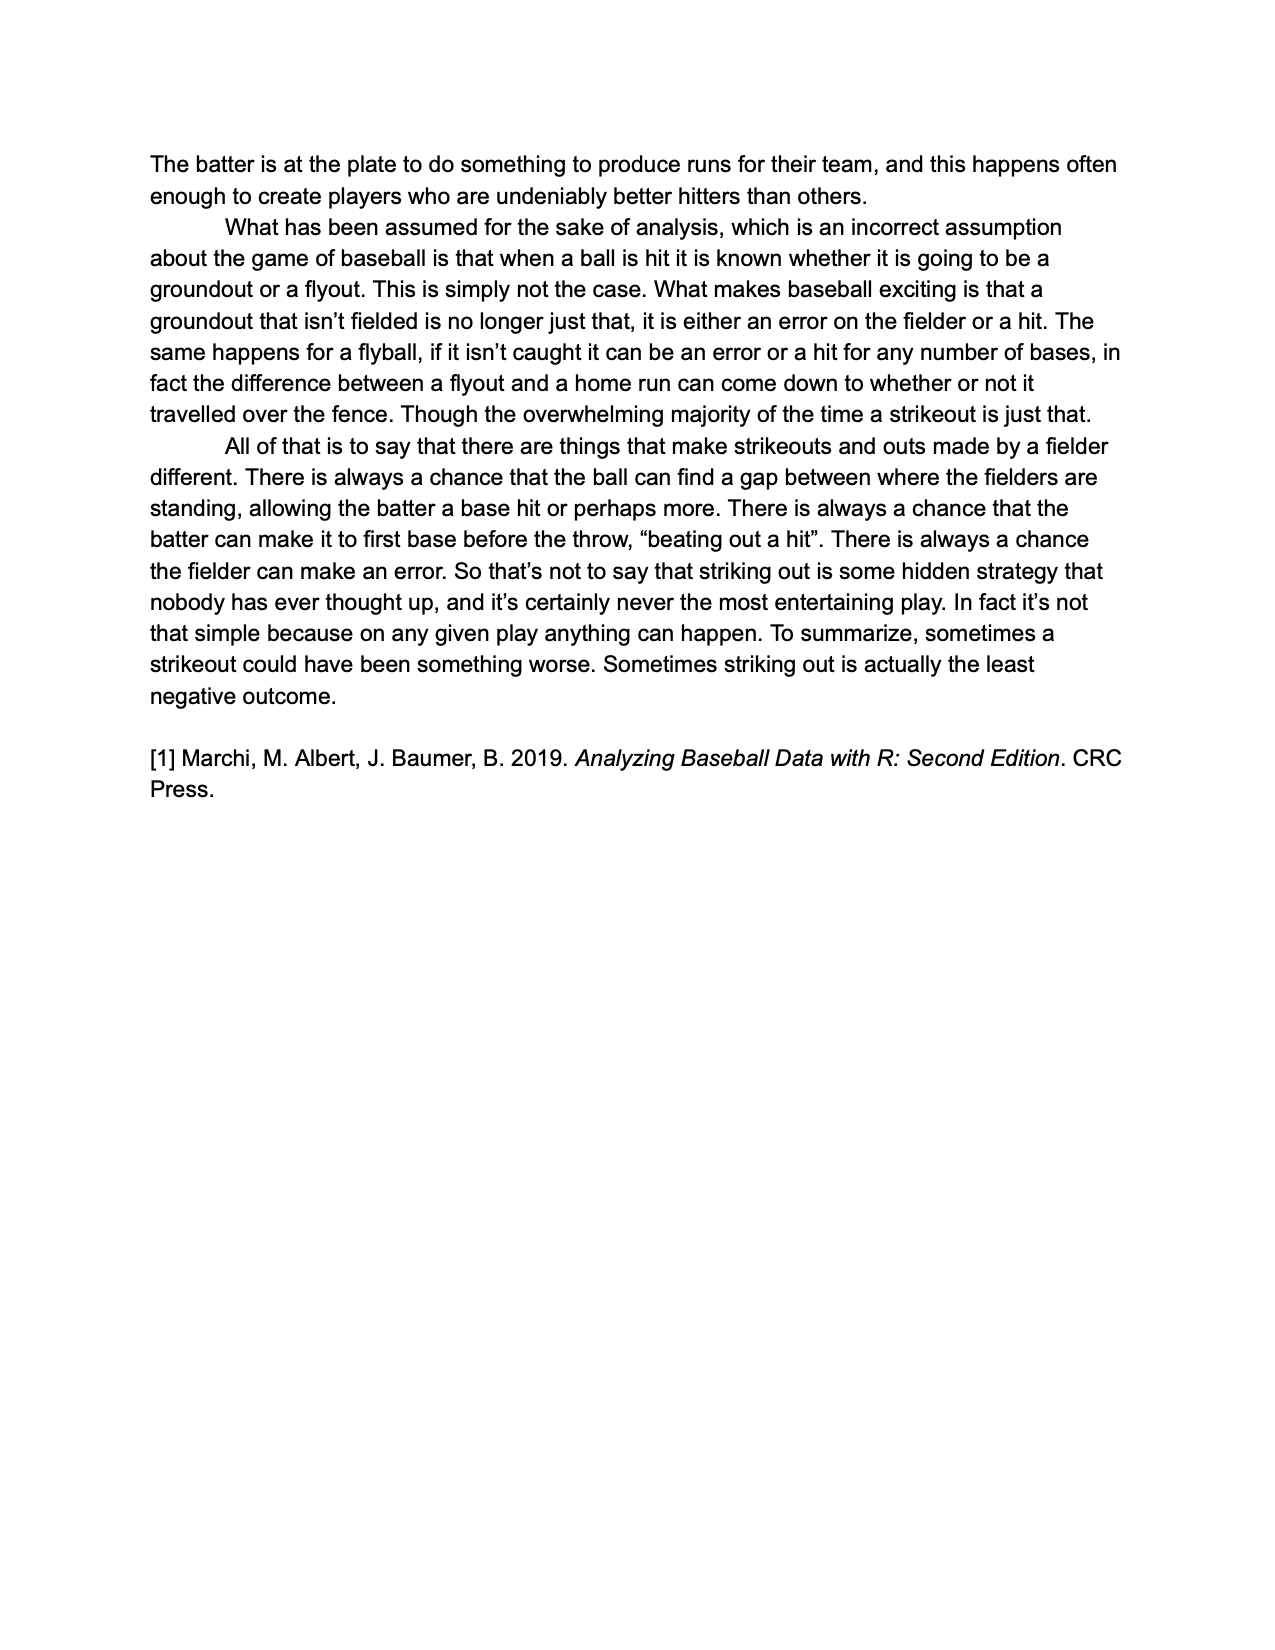 The batter is at the plate to do something to produce runs for their team, and this happens often
enough to create players who are undeniably better hitters than others.
What has been assumed for the sake of analysis, which is an incorrect assumption
about the game of baseball is that when a ball is hit it is known whether it is going to be a
groundout or a flyout. This is simply not the case. What makes baseball exciting is that a
groundout that isn’t fielded is no longer just that, it is either an error on the fielder or a hit. The
same happens for a flyball, if it isn’t caught it can be an error or a hit for any number of bases, in
fact the difference between a flyout and a home run can come down to whether or not it
travelled over the fence. Though the overwhelming majority of the time a strikeout is just that.
All of that is to say that there are things that make strikeouts and outs made by a fielder
different. There is always a chance that the ball can find a gap between where the fielders are
standing, allowing the batter a base hit or perhaps more. There is always a chance that the
batter can make it to first base before the throw, “beating out a hit”. There is always a chance
the fielder can make an error. So that’s not to say that striking out is some hidden strategy that
nobody has ever thought up, and it’s certainly never the most entertaining play. In fact it’s not
that simple because on any given play anything can happen. To summarize, sometimes a
strikeout could have been something worse. Sometimes striking out is actually the least
negative outcome.
[1] Marchi, M. Albert, J. Baumer, B. 2019. Analyzing Baseball Data with R: Second Edition. CRC
Press.